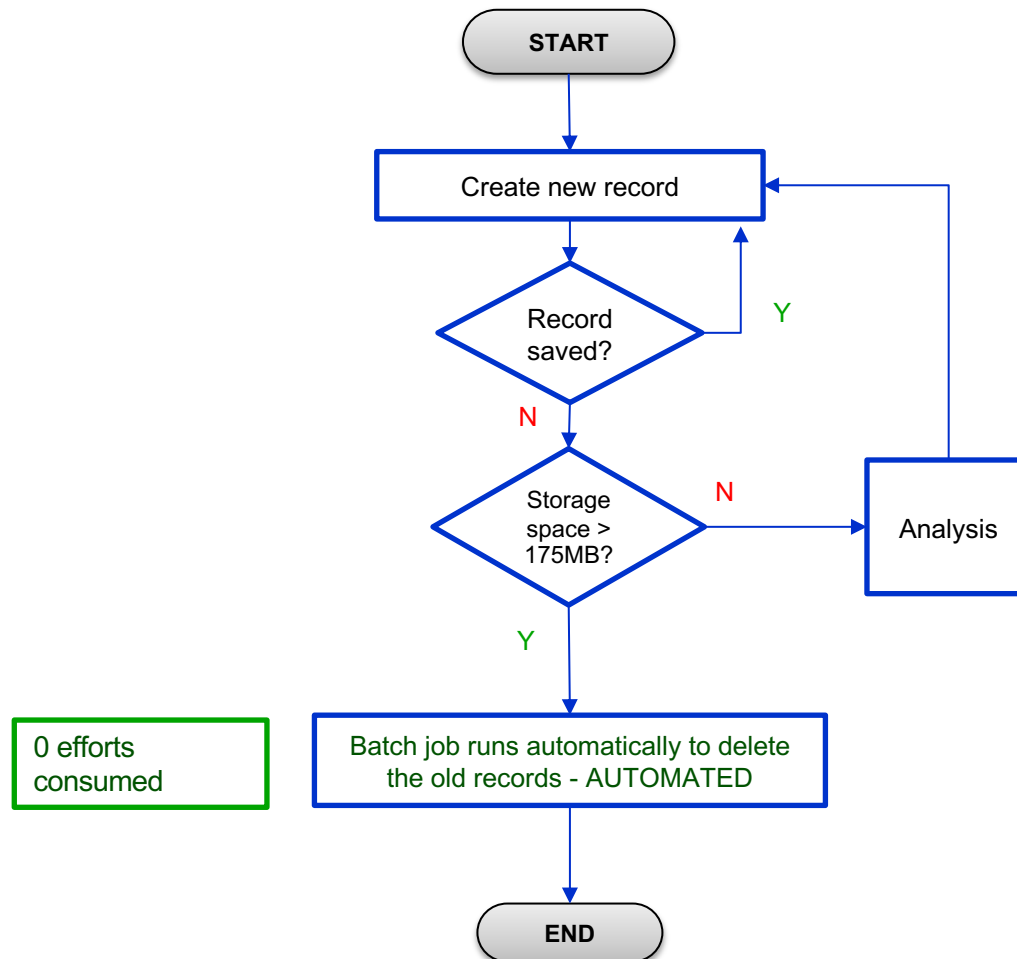 START
Create new record
Record
saved?
Y
N
Storage
space >
175MB?
N
Analysis
Y
0 efforts
consumed
Batch job runs automatically to delete
the old records - AUTOMATED
END